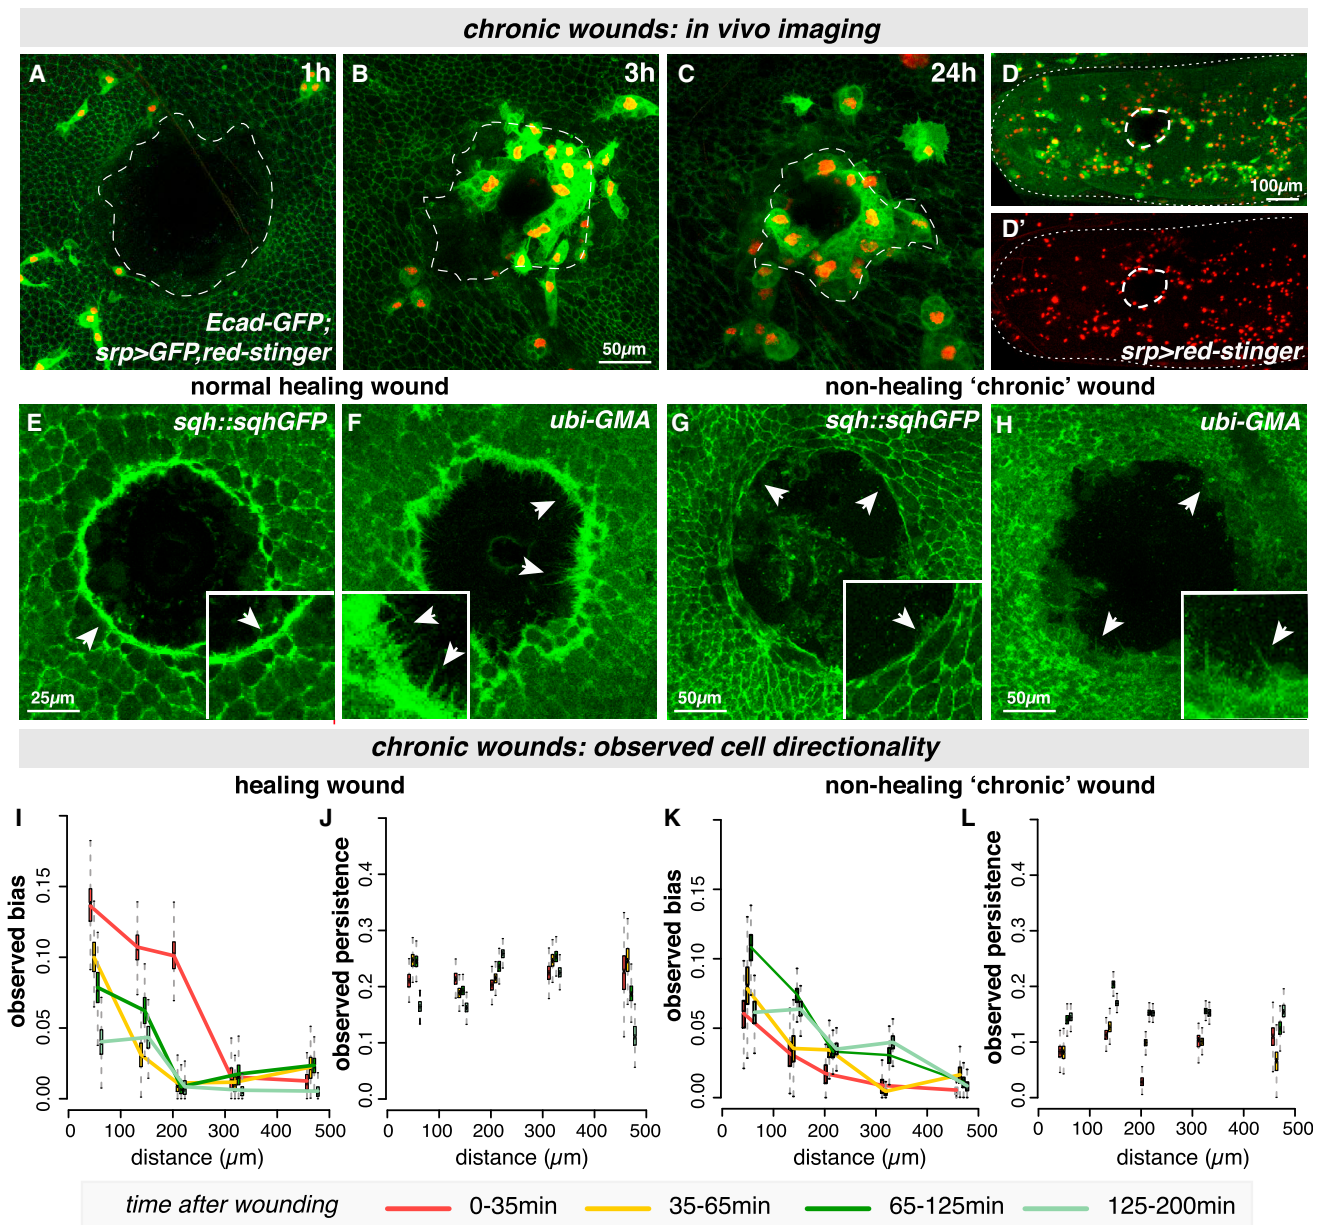 chronic wounds: in vivo imaging
A 1h
B 3h
C 24h
D
100µm
D'
Ecad-GFP;
srp>GFP,red-stinger
50µm
srp>red-stinger
normal healing wound
non-healing ‘chronic’ wound
E sqh::sqhGFP
F ubi-GMA
G sqh::sqhGFP
H ubi-GMA
25µm
50µm
50µm
chronic wounds: observed cell directionality
healing wound
non-healing ‘chronic’ wound
I
observed bias
0.00 0.05 0.10 0.15
0 100 200 300 400 500
distance (µm)
J
observed persistence
0.0 0.1 0.2 0.3 0.4
0 100 200 300 400 500
distance (µm)
K
observed bias
0.00 0.05 0.10 0.15
0 100 200 300 400 500
distance (µm)
L
observed persistence
0.0 0.1 0.2 0.3 0.4
0 100 200 300 400 500
distance (µm)
time after wounding 0-35min 35-65min 65-125min 125-200min